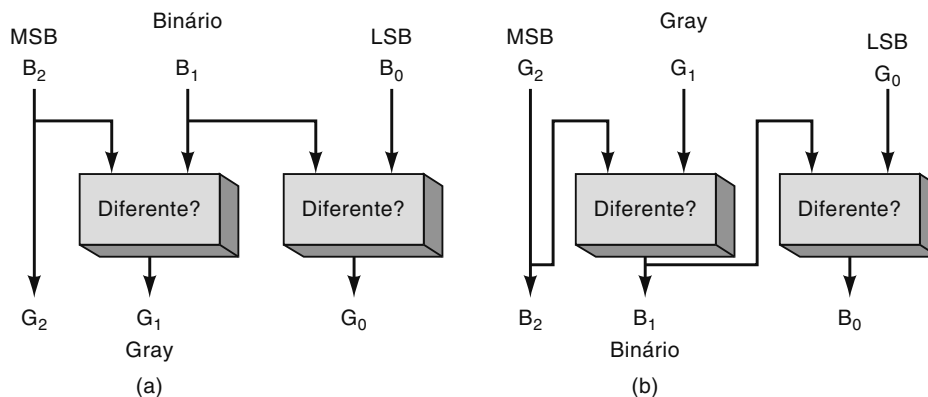 Binário
MSB
LSB
B₂
B₁
B₀
Diferente?
Diferente?
G₂
G₁
G₀
Gray
(a)
Gray
MSB
LSB
G₂
G₁
G₀
Diferente?
Diferente?
B₂
B₁
B₀
Binário
(b)